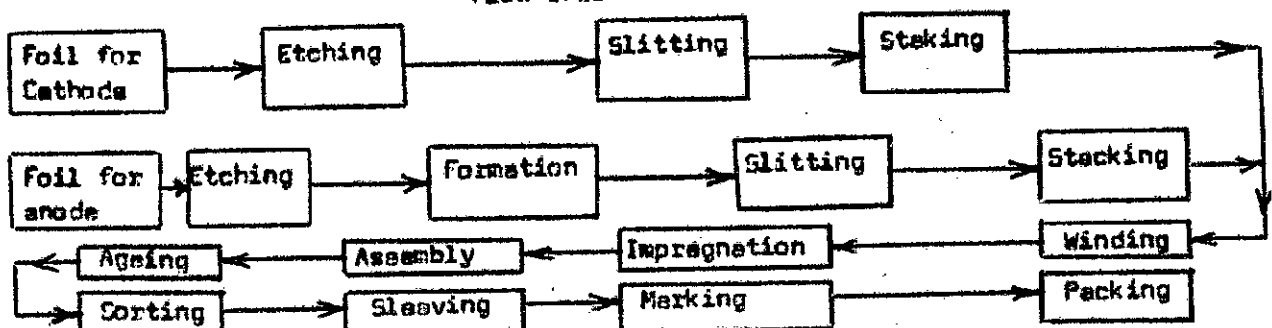 Foil for Cathode
Etching
Slitting
Staking
Foil for anode
Etching
Formation
Slitting
Stacking
Winding
Impregnation
Assembly
Ageing
Sorting
Sleeving
Marking
Packing